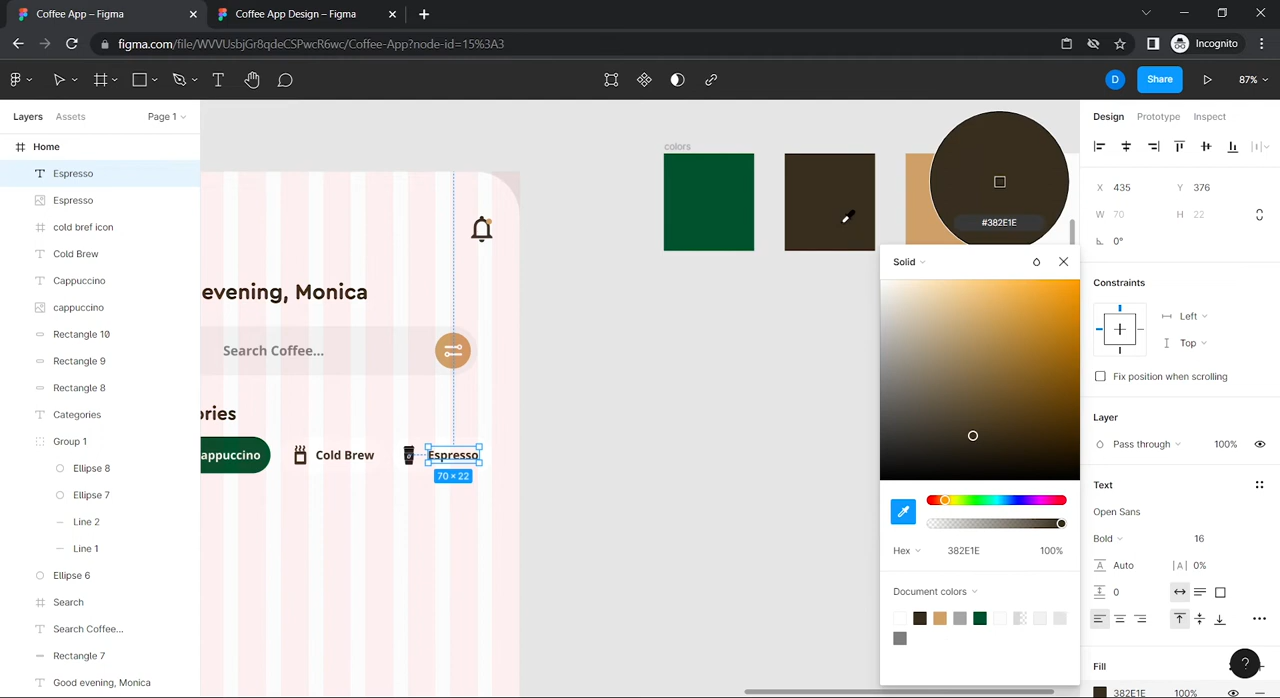 Coffee App – Figma
Coffee App Design – Figma
figma.com/file/WVVUsbjGr8qdeCSPwcR6wc/Coffee-App?node-id=15%3A3
Incognito
D
Share
87%
Layers
Assets
Page 1
Home
Espresso
Espresso
cold bref icon
Cold Brew
Cappuccino
cappuccino
Rectangle 10
Rectangle 9
Rectangle 8
Categories
Group 1
Ellipse 8
Ellipse 7
Line 2
Line 1
Ellipse 6
Search
Search Coffee...
Rectangle 7
Good evening, Monica
colors
#382E1E
evening, Monica
Search Coffee...
ories
appuccino
Cold Brew
Espresso
70 × 22
Solid
Hex
382E1E
100%
Document colors
Design
Prototype
Inspect
X 435
Y 376
W 70
H 22
0°
Constraints
Left
Top
Fix position when scrolling
Layer
Pass through
100%
Text
Open Sans
Bold
16
A Auto
|A| 0%
0
Fill
382E1E
100%
?